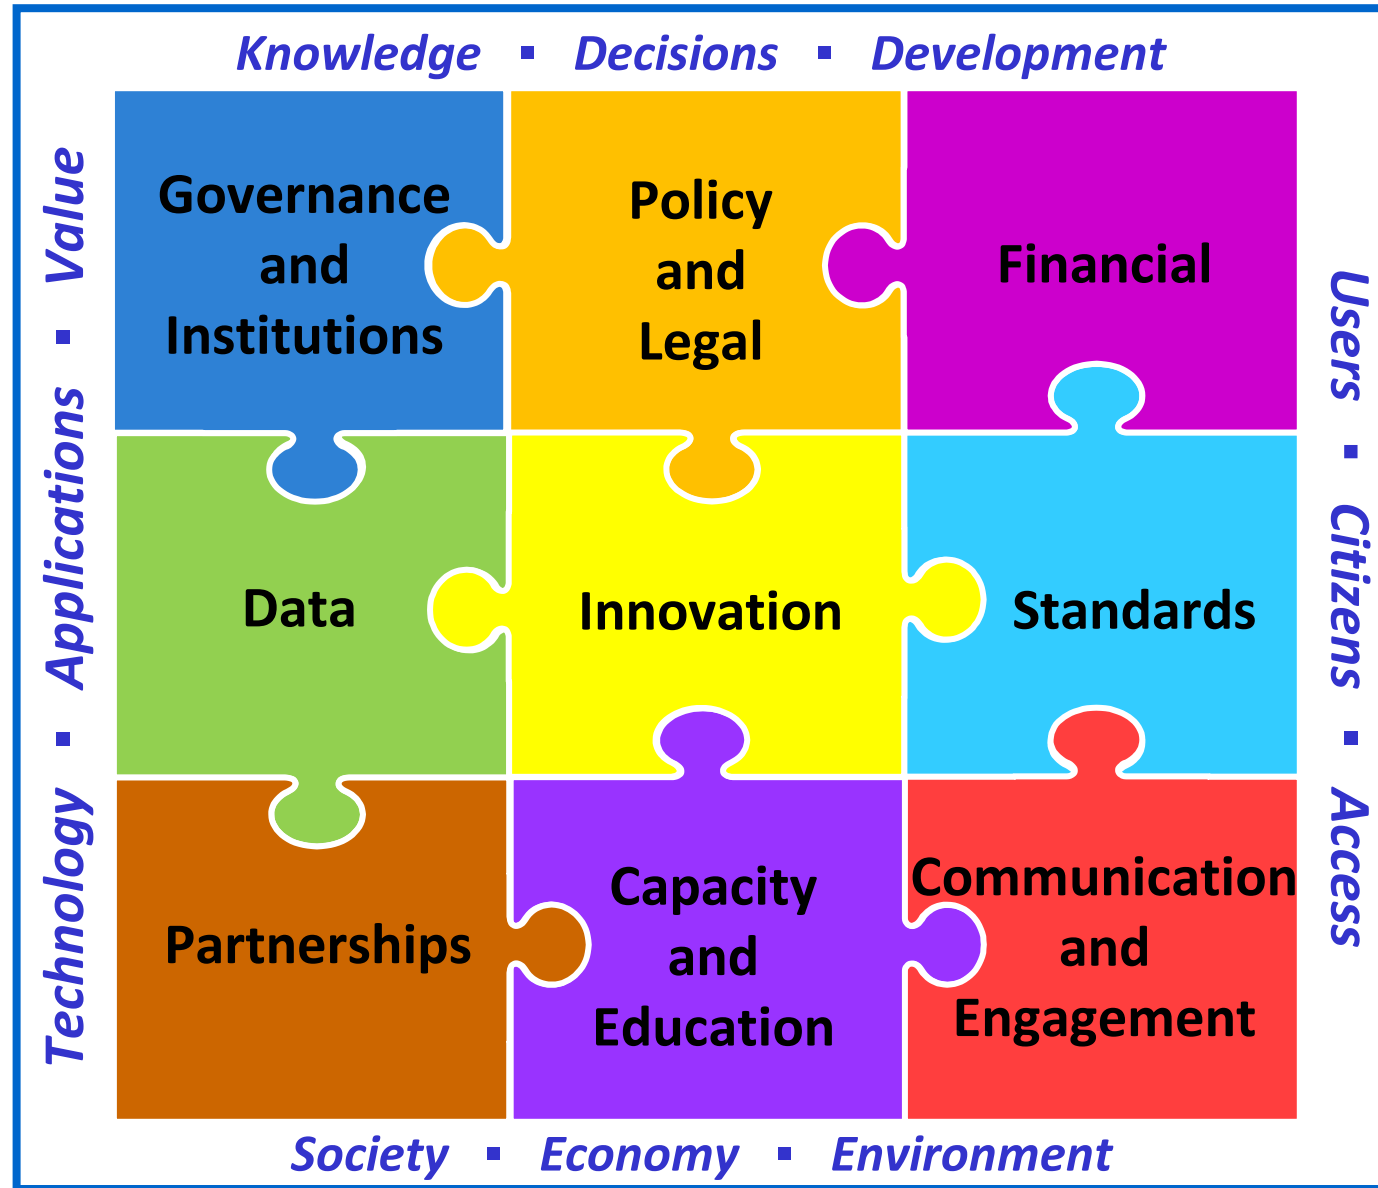 Knowledge ▪ Decisions ▪ Development
Technology ▪ Applications ▪ Value
Governance
and
Institutions
Policy
and
Legal
Financial
Users ▪ Citizens ▪ Access
Data
Innovation
Standards
Partnerships
Capacity
and
Education
Communication
and
Engagement
Society ▪ Economy ▪ Environment